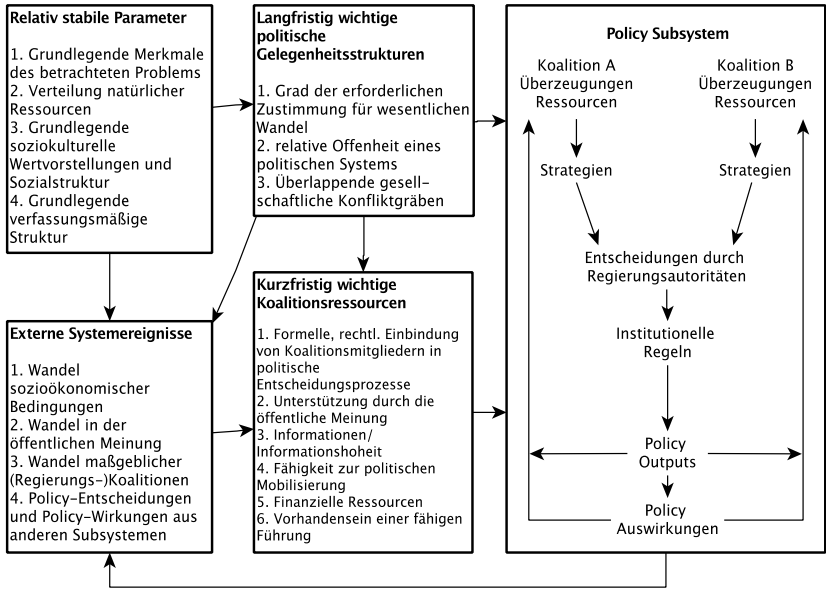 Relativ stabile Parameter
1. Grundlegende Merkmale
des betrachteten Problems
2. Verteilung natürlicher
Ressourcen
3. Grundlegende
soziokulturelle
Wertvorstellungen und
Sozialstruktur
4. Grundlegende
verfassungsmäßige
Struktur
Langfristig wichtige
politische
Gelegenheitsstrukturen
1. Grad der erforderlichen
Zustimmung für wesentlichen
Wandel
2. relative Offenheit eines
politischen Systems
3. Überlappende gesell-
schaftliche Konfliktgräben
Externe Systemereignisse
1. Wandel
sozioökonomischer
Bedingungen
2. Wandel in der
öffentlichen Meinung
3. Wandel maßgeblicher
(Regierungs-)Koalitionen
4. Policy-Entscheidungen
und Policy-Wirkungen aus
anderen Subsystemen
Kurzfristig wichtige
Koalitionsressourcen
1. Formelle, rechtl. Einbindung
von Koalitionsmitgliedern in
politische
Entscheidungsprozesse
2. Unterstützung durch die
öffentliche Meinung
3. Informationen/
Informationshoheit
4. Fähigkeit zur politischen
Mobilisierung
5. Finanzielle Ressourcen
6. Vorhandensein einer fähigen
Führung
Policy Subsystem
Koalition A
Überzeugungen
Ressourcen
Koalition B
Überzeugungen
Ressourcen
Strategien
Strategien
Entscheidungen durch
Regierungsautoritäten
Institutionelle
Regeln
Policy
Outputs
Policy
Auswirkungen